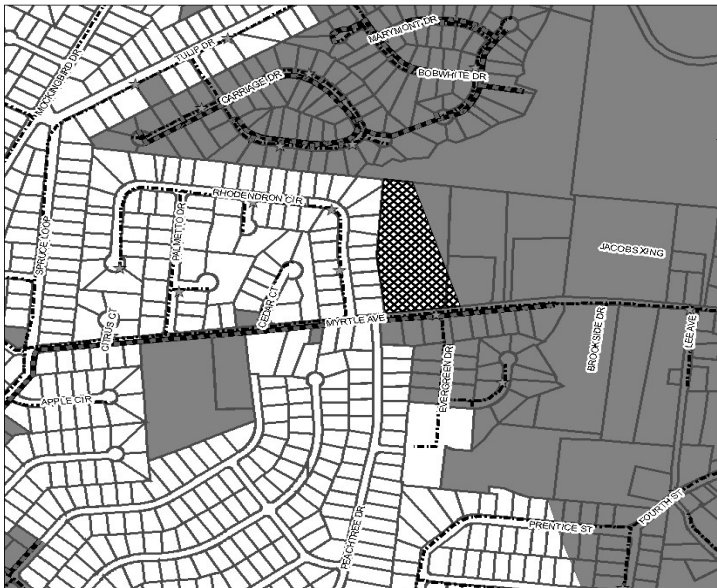 MARYMONT DR
TULIP DR
MOCKINGBIRD DR
BOBWHITE DR
CARRIAGE DR
RHODENDRON CIR
PALMETTO DR
SPRUCE LOOP
JACOBS XING
CEDAR CT
CITRUS CT
MYRTLE AVE
BROOKSIDE DR
LEE AVE
EVERGREEN DR
APPLE CIR
PEACHTREE DR
FOURTH ST
PRENTICE ST